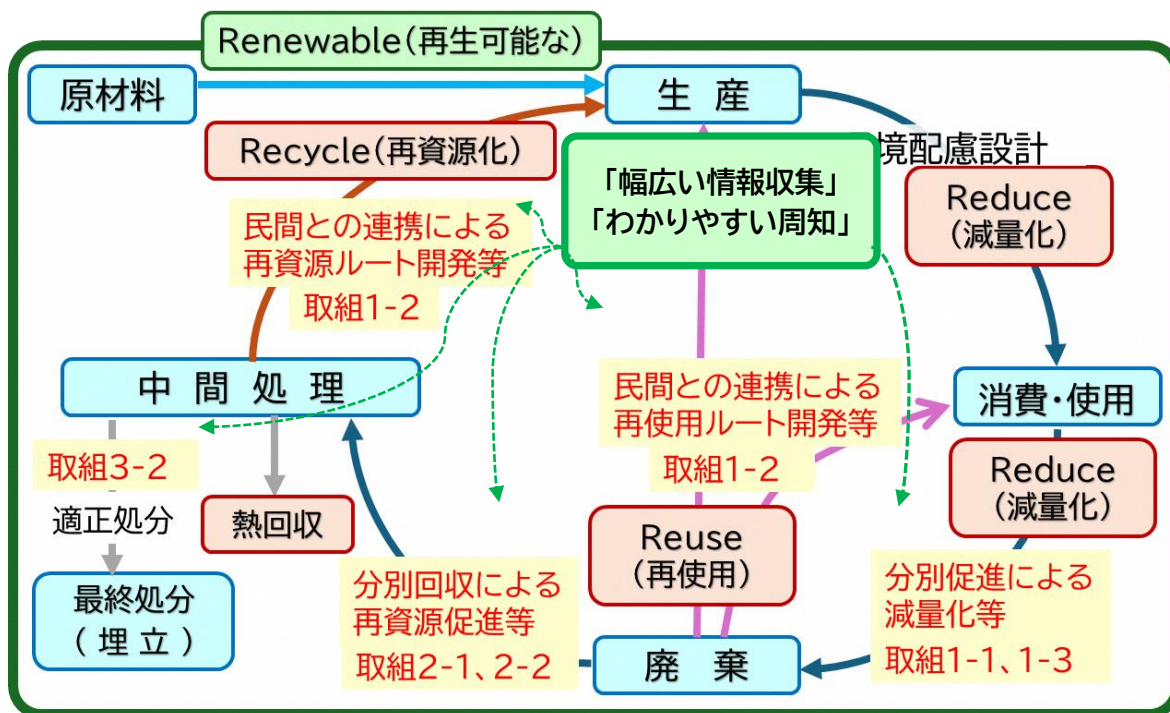 Renewable(再生可能な)
原材料
生 産
Recycle(再資源化)
境配慮設計
「幅広い情報収集」
「わかりやすい周知」
Reduce
(減量化)
民間との連携による
再資源ルート開発等
取組1-2
中 間 処 理
民間との連携による
再使用ルート開発等
取組1-2
消費・使用
取組3-2
適正処分
熱回収
Reduce
(減量化)
Reuse
(再使用)
最終処分
( 埋 立 )
分別回収による
再資源促進等
取組2-1、2-2
分別促進による
減量化等
取組1-1、1-3
廃 棄